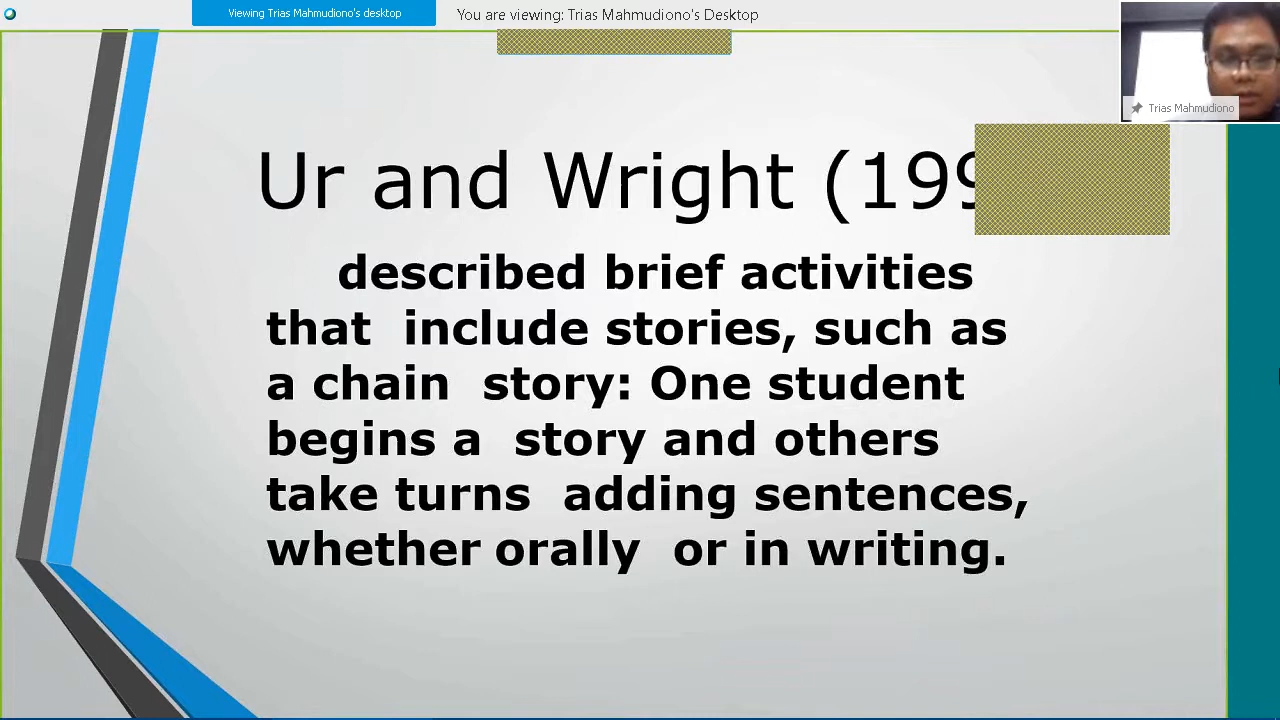 Viewing Trias Mahmudiono's desktop
You are viewing: Trias Mahmudiono's Desktop
Trias Mahmudiono
Ur and Wright (199
described brief activities
that include stories, such as
a chain story: One student
begins a story and others
take turns adding sentences,
whether orally or in writing.